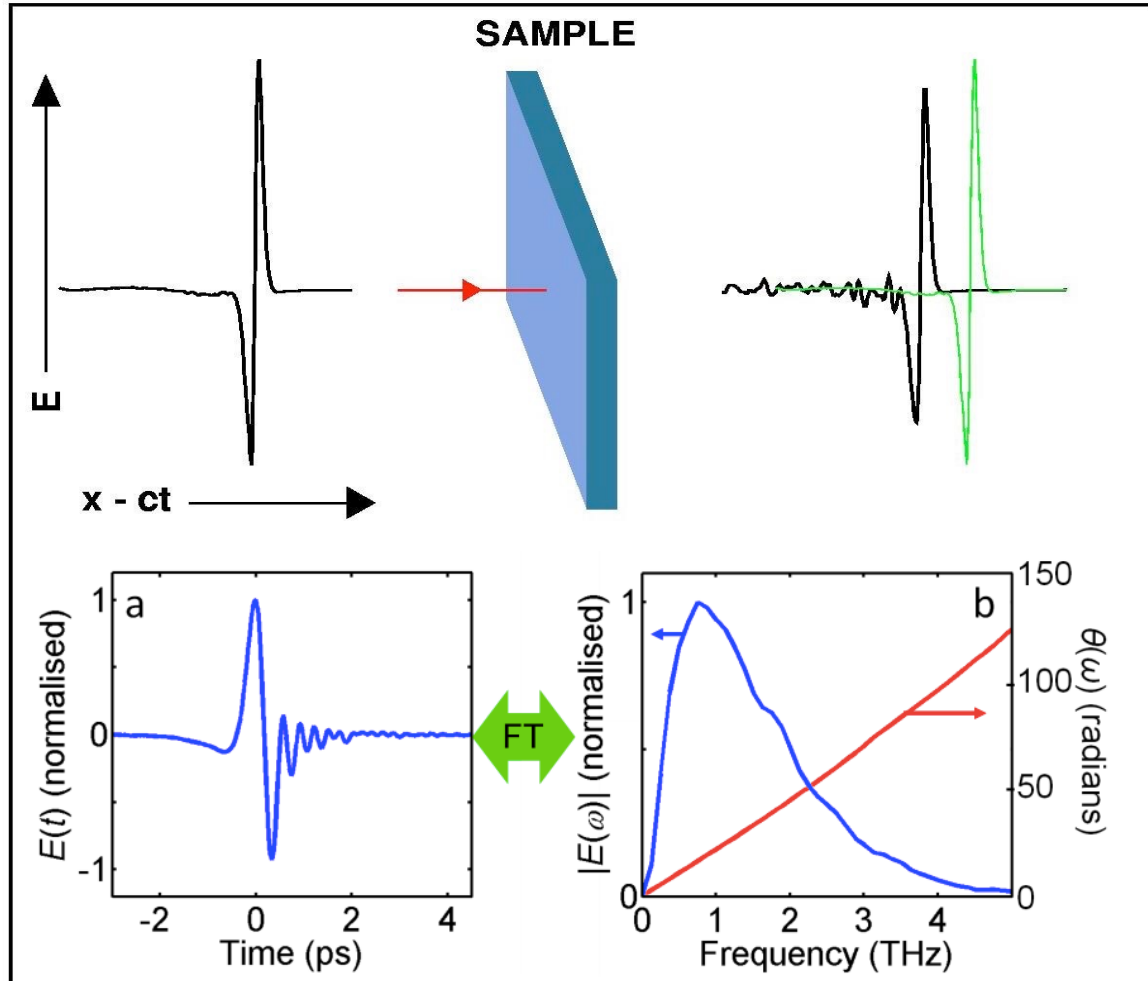 SAMPLE
E
x - ct
a
E(t) (normalised)
1
0
-1
-2
0
2
4
Time (ps)
FT
b
|E(ω)| (normalised)
1
0
0
1
2
3
4
Frequency (THz)
150
100
50
0
θ(ω) (radians)